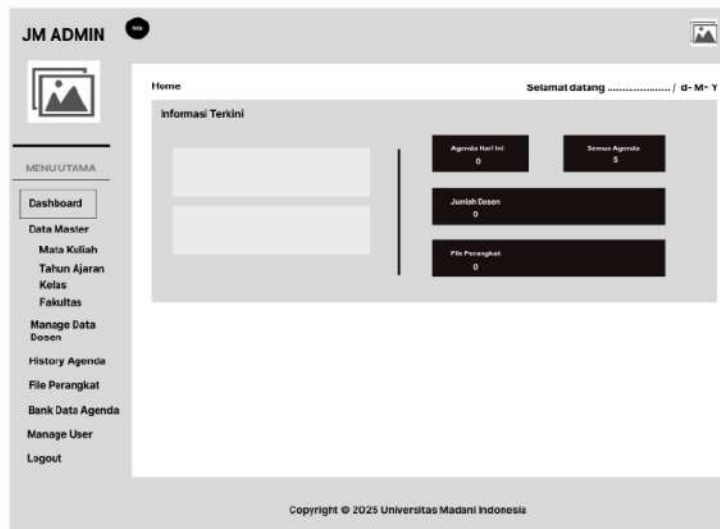 JM ADMIN
Home
Selamat datang ...................... / d- M- Y
Informasi Terkini
Agenda Hari Ini
0
Semua Agenda
5
Jumlah Dosen
0
File Perangkat
0
MENU UTAMA
Dashboard
Data Master
Mata Kuliah
Tahun Ajaran
Kelas
Fakultas
Manage Data
Dosen
History Agenda
File Perangkat
Bank Data Agenda
Manage User
Logout
Copyright © 2025 Universitas Madani Indonesia